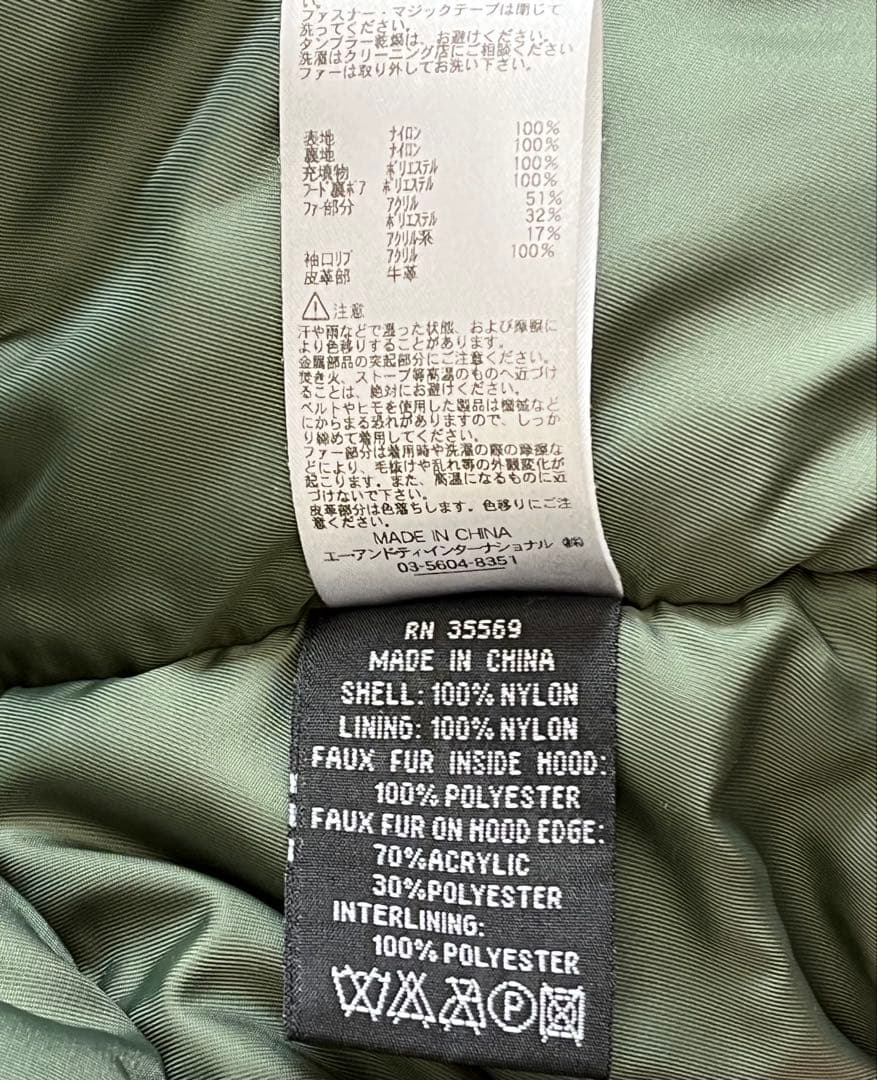 い。
ファスナー・マジックテープは閉じて
洗ってください。
タンブラー乾燥は、お避けください。
洗濯はクリーニング店にご相談ください
ファーは取り外してお洗い下さい。
表地 ナイロン 100%
裏地 ナイロン 100%
充填物 ポリエステル 100%
フード裏ボア ポリエステル 100%
ファー部分 アクリル 51%
ポリエステル 32%
アクリル系 17%
袖口リブ アクリル 100%
皮革部 牛革
注意
汗や雨などで湿った状態、および摩擦に
より色移りすることがあります。
金属部品の突起部分にご注意ください。
焚き火、ストーブ等高温のものへ近づけ
ることは、絶対にお避けください。
ベルトやヒモを使用した製品は機械など
にからまる恐れがありますので、しっか
り締めて着用してください。
ファー部分は着用時や洗濯の際の摩擦な
どにより、毛抜けや乱れ等の外観変化が
起こります。また、高温になるものに近
づけないで下さい。
皮革部分は色落ちします。色移りにご注
意ください。
MADE IN CHINA
エー・アンド・ティインターナショナル ㈱
03-5604-8351
RN 35569
MADE IN CHINA
SHELL: 100% NYLON
LINING: 100% NYLON
FAUX FUR INSIDE HOOD:
100% POLYESTER
FAUX FUR ON HOOD EDGE:
70% ACRYLIC
30% POLYESTER
INTERLINING:
100% POLYESTER
P